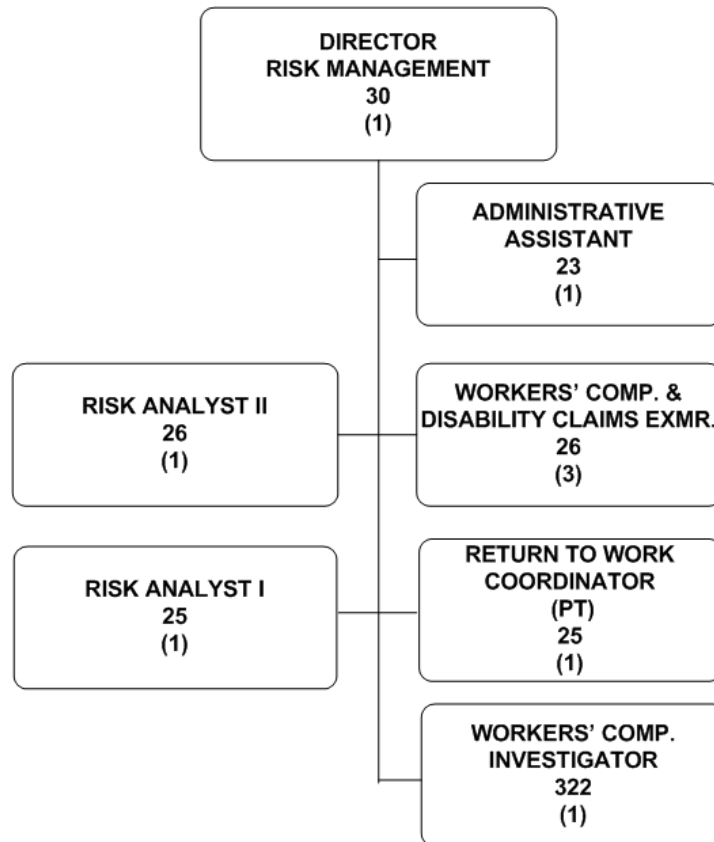 DIRECTOR
RISK MANAGEMENT
30
(1)
ADMINISTRATIVE
ASSISTANT
23
(1)
RISK ANALYST II
26
(1)
WORKERS’ COMP. &
DISABILITY CLAIMS EXMR.
26
(3)
RISK ANALYST I
25
(1)
RETURN TO WORK
COORDINATOR
(PT)
25
(1)
WORKERS’ COMP.
INVESTIGATOR
322
(1)